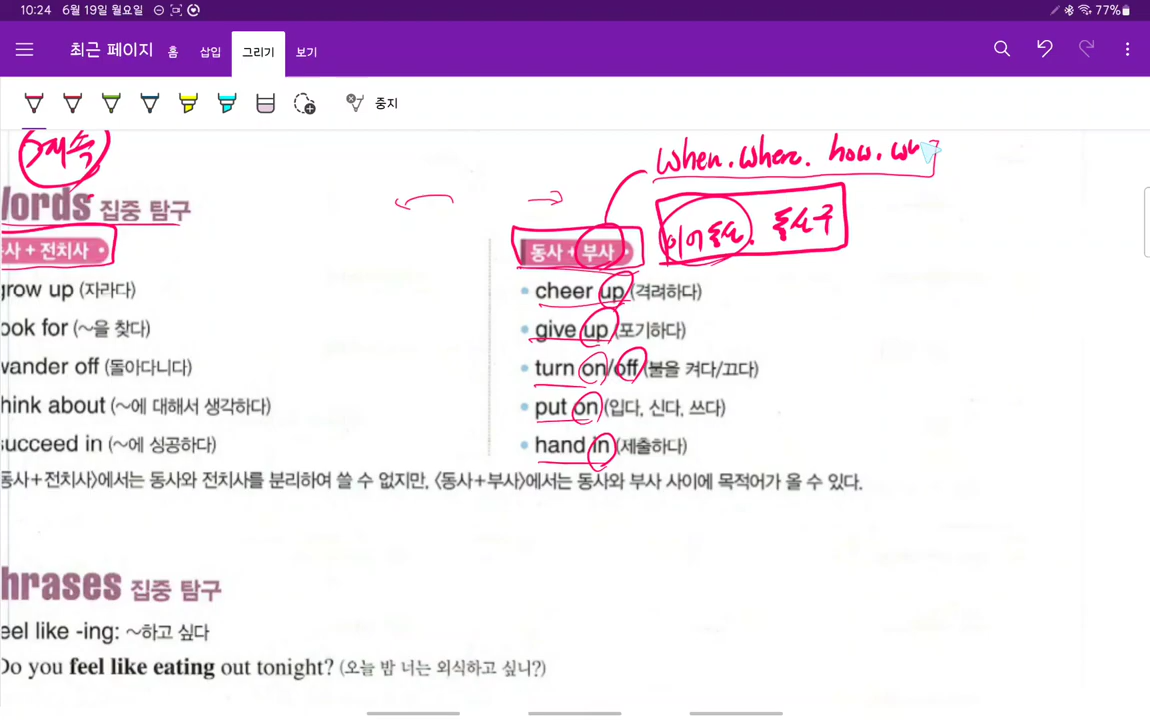 10:24 6월 19일 월요일 77%
최근 페이지 홈 삽입 그리기 보기
중지
when. where. how. wh
이어동사. 동사구
lords 집중 탐구
사 + 전치사
동사 + 부사
grow up (자라다)
cheer up (격려하다)
ook for (~을 찾다)
give up (포기하다)
wander off (돌아다니다)
turn on/off (불을 켜다/끄다)
hink about (~에 대해서 생각하다)
put on (입다, 신다, 쓰다)
succeed in (~에 성공하다)
hand in (제출하다)
동사+전치사〉에서는 동사와 전치사를 분리하여 쓸 수 없지만, 〈동사+부사〉에서는 동사와 부사 사이에 목적어가 올 수 있다.
hrases 집중 탐구
eel like -ing: ~하고 싶다
Do you feel like eating out tonight? (오늘 밤 너는 외식하고 싶니?)